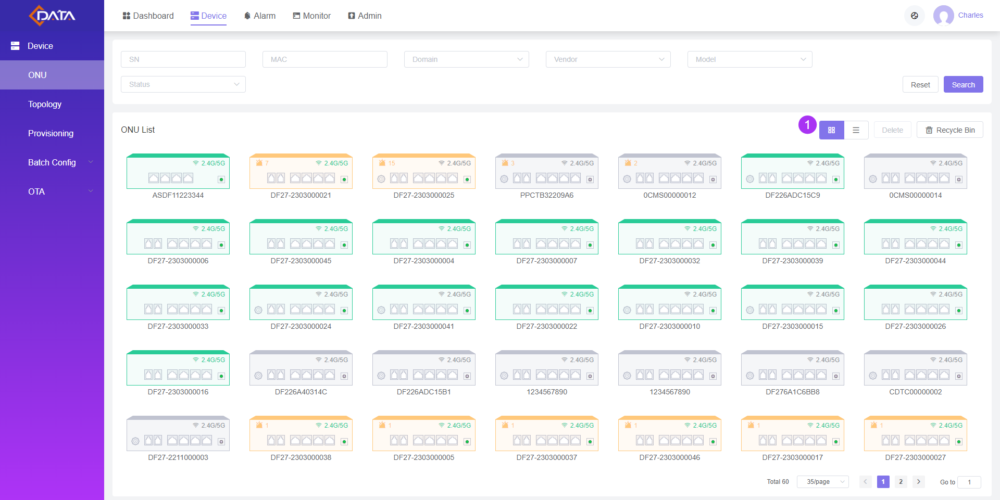 DATA
Dashboard Device Alarm Monitor Admin
Charles
Device
ONU
Topology
Provisioning
Batch Config
OTA
SN MAC Domain Vendor Model
Status Reset Search
ONU List 1 Delete Recycle Bin
2.4G/5G 7 2.4G/5G 15 2.4G/5G 3 2.4G/5G 2 2.4G/5G 2.4G/5G 2.4G/5G
ASDF11223344 DF27-2303000021 DF27-2303000025 PPCTB32209A6 0CMS00000012 DF226ADC15C9 0CMS00000014
2.4G/5G 2.4G/5G 2.4G/5G 2.4G/5G 2.4G/5G 2.4G/5G 2.4G/5G
DF27-2303000006 DF27-2303000045 DF27-2303000004 DF27-2303000007 DF27-2303000032 DF27-2303000039 DF27-2303000044
2.4G/5G 2.4G/5G 2.4G/5G 2.4G/5G 2.4G/5G 2.4G/5G 2.4G/5G
DF27-2303000033 DF27-2303000024 DF27-2303000041 DF27-2303000022 DF27-2303000010 DF27-2303000015 DF27-2303000026
2.4G/5G 2.4G/5G 2.4G/5G 2.4G/5G 2.4G/5G 2.4G/5G 2.4G/5G
DF27-2303000016 DF226A40314C DF226ADC15B1 1234567890 1234567890 DF276A1C6BB8 CDTC00000002
2.4G/5G 1 2.4G/5G 1 2.4G/5G 1 2.4G/5G 1 2.4G/5G 1 2.4G/5G 1 2.4G/5G
DF27-2211000003 DF27-2303000038 DF27-2303000005 DF27-2303000037 DF27-2303000046 DF27-2303000017 DF27-2303000027
Total 60 35/page 1 2 Go to 1